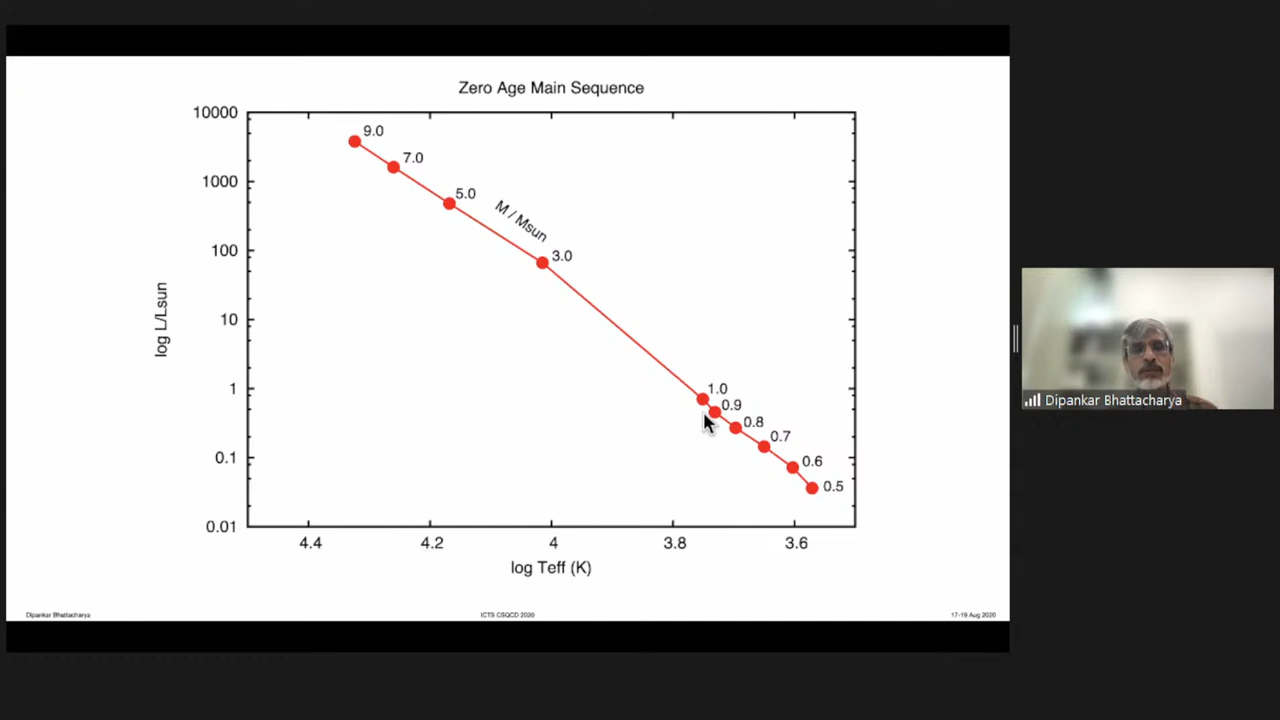 Zero Age Main Sequence
10000
1000
100
10
1
0.1
0.01
log L/Lsun
9.0
7.0
5.0
M / Msun
3.0
1.0
0.9
0.8
0.7
0.6
0.5
4.4 4.2 4 3.8 3.6
log Teff (K)
Dipankar Bhattacharya ICTS CSQCD 2020 17-19 Aug 2020
Dipankar Bhattacharya